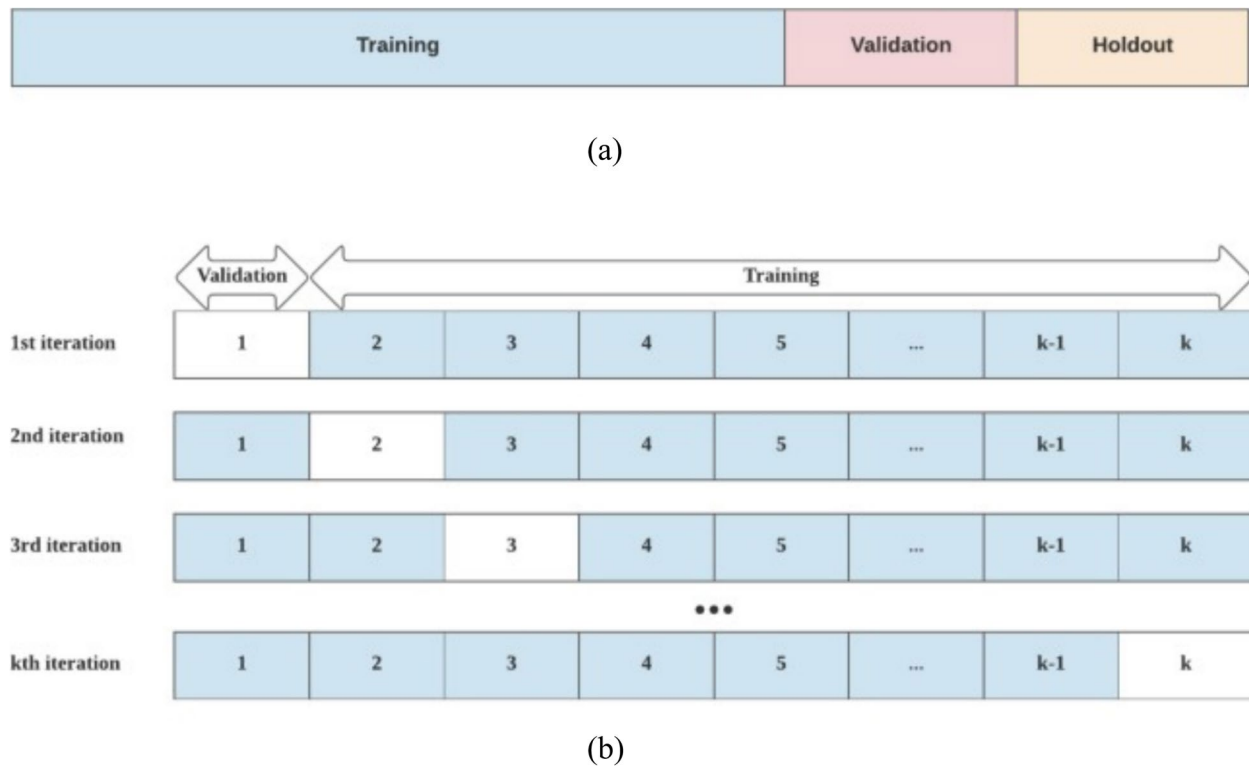 Training Validation Holdout
(a)
Validation Training
1st iteration 1 2 3 4 5 ... k-1 k
2nd iteration 1 2 3 4 5 ... k-1 k
3rd iteration 1 2 3 4 5 ... k-1 k
•••
kth iteration 1 2 3 4 5 ... k-1 k
(b)